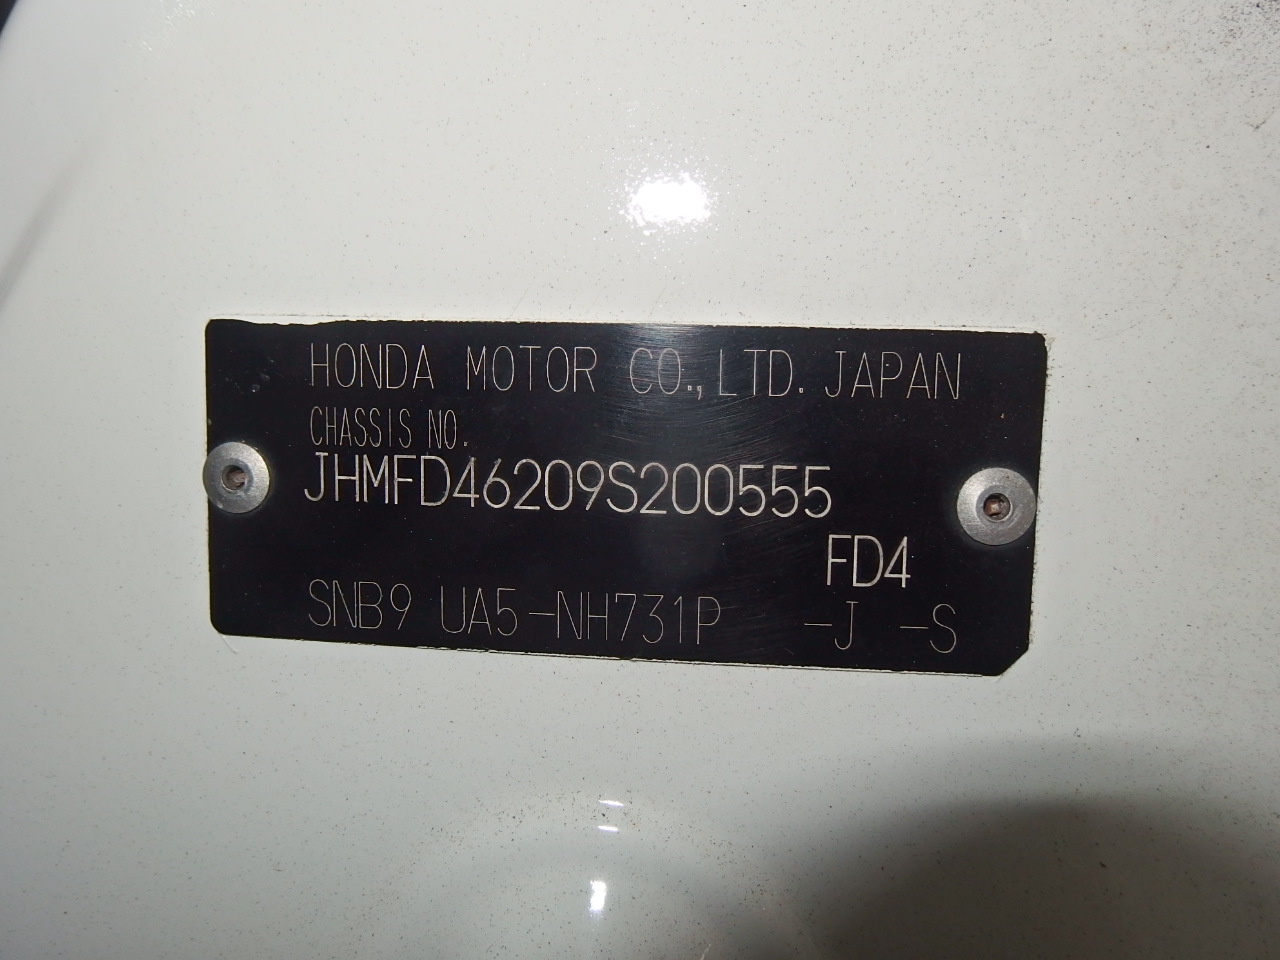 HONDA MOTOR CO.,LTD. JAPAN
CHASSIS NO.
JHMFD46209S200555
FD4
SNB9 UA5-NH731P -J -S